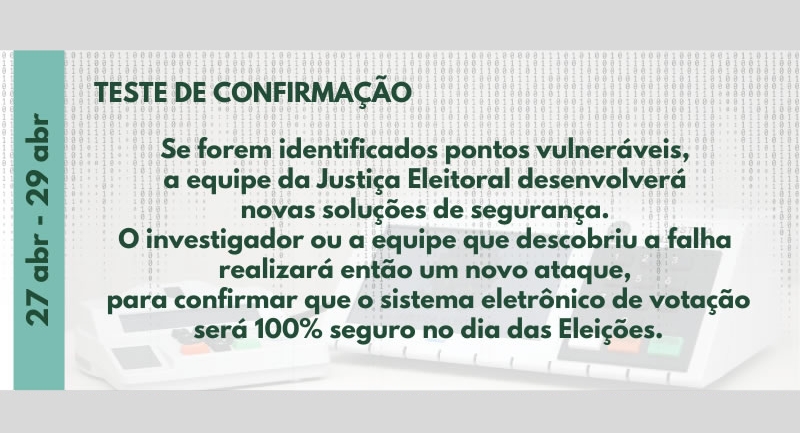 TESTE DE CONFIRMAÇÃO
27 abr - 29 abr
Se forem identificados pontos vulneráveis,
a equipe da Justiça Eleitoral desenvolverá
novas soluções de segurança.
O investigador ou a equipe que descobriu a falha
realizará então um novo ataque,
para confirmar que o sistema eletrônico de votação
será 100% seguro no dia das Eleições.